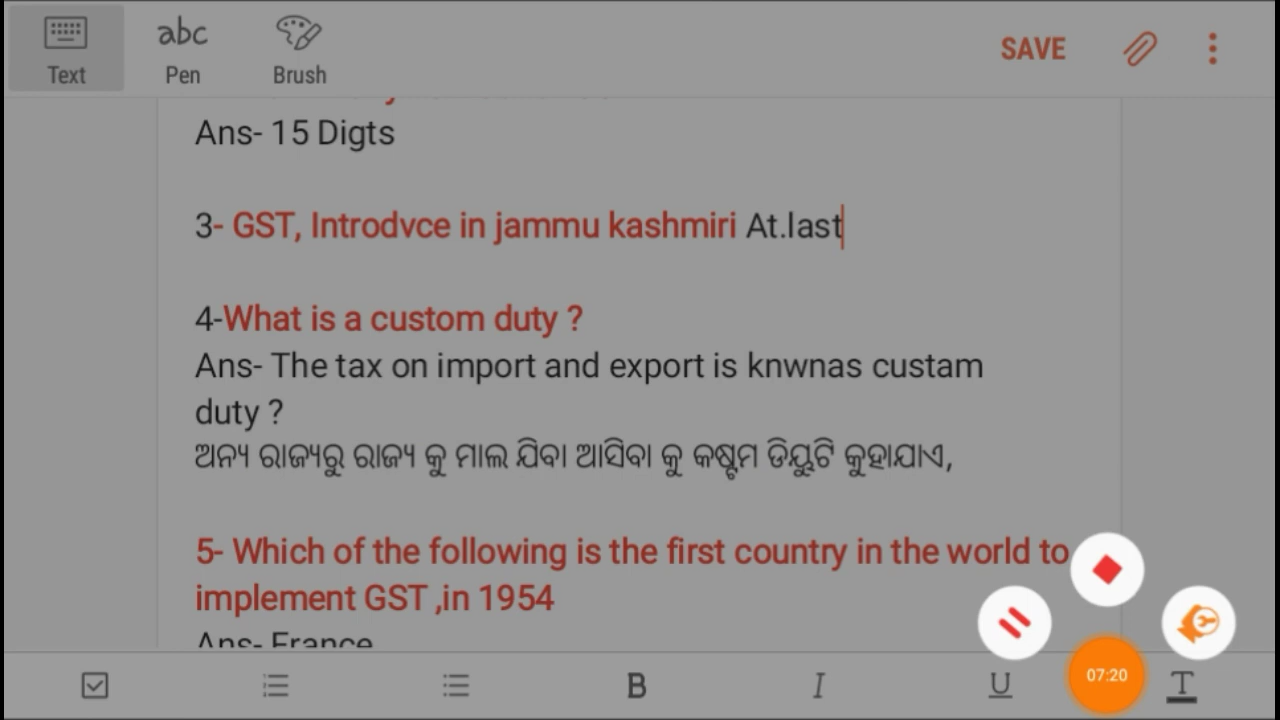 Text
abc
Pen
Brush
SAVE
Ans- 15 Digts
3- GST, Introdvce in jammu kashmiri At.last
4-What is a custom duty ?
Ans- The tax on import and export is knwnas custam
duty ?
ଅନ୍ୟ ରାଜ୍ୟରୁ ରାଜ୍ୟ କୁ ମାଲ ଯିବା ଆସିବା କୁ କଷ୍ଟମ ଡିୟୁଟି କୁହାଯାଏ,
5- Which of the following is the first country in the world to
implement GST ,in 1954
Ans- France
B
I
U
T
07:20